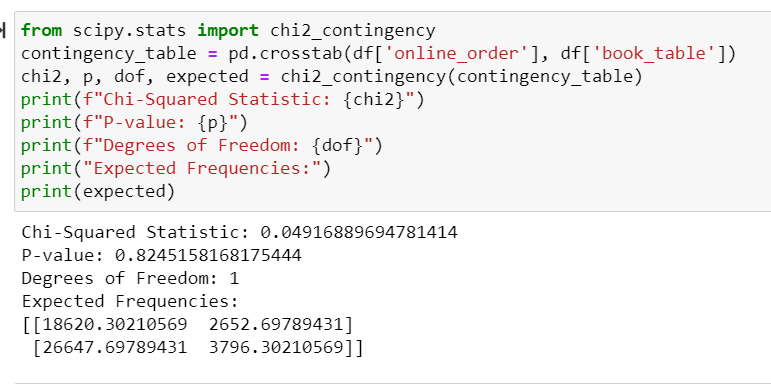 from scipy.stats import chi2_contingency
contingency_table = pd.crosstab(df['online_order'], df['book_table'])
chi2, p, dof, expected = chi2_contingency(contingency_table)
print(f"Chi-Squared Statistic: {chi2}")
print(f"P-value: {p}")
print(f"Degrees of Freedom: {dof}")
print("Expected Frequencies:")
print(expected)
Chi-Squared Statistic: 0.04916889694781414
P-value: 0.8245158168175444
Degrees of Freedom: 1
Expected Frequencies:
[[18620.30210569  2652.69789431]
 [26647.69789431  3796.30210569]]